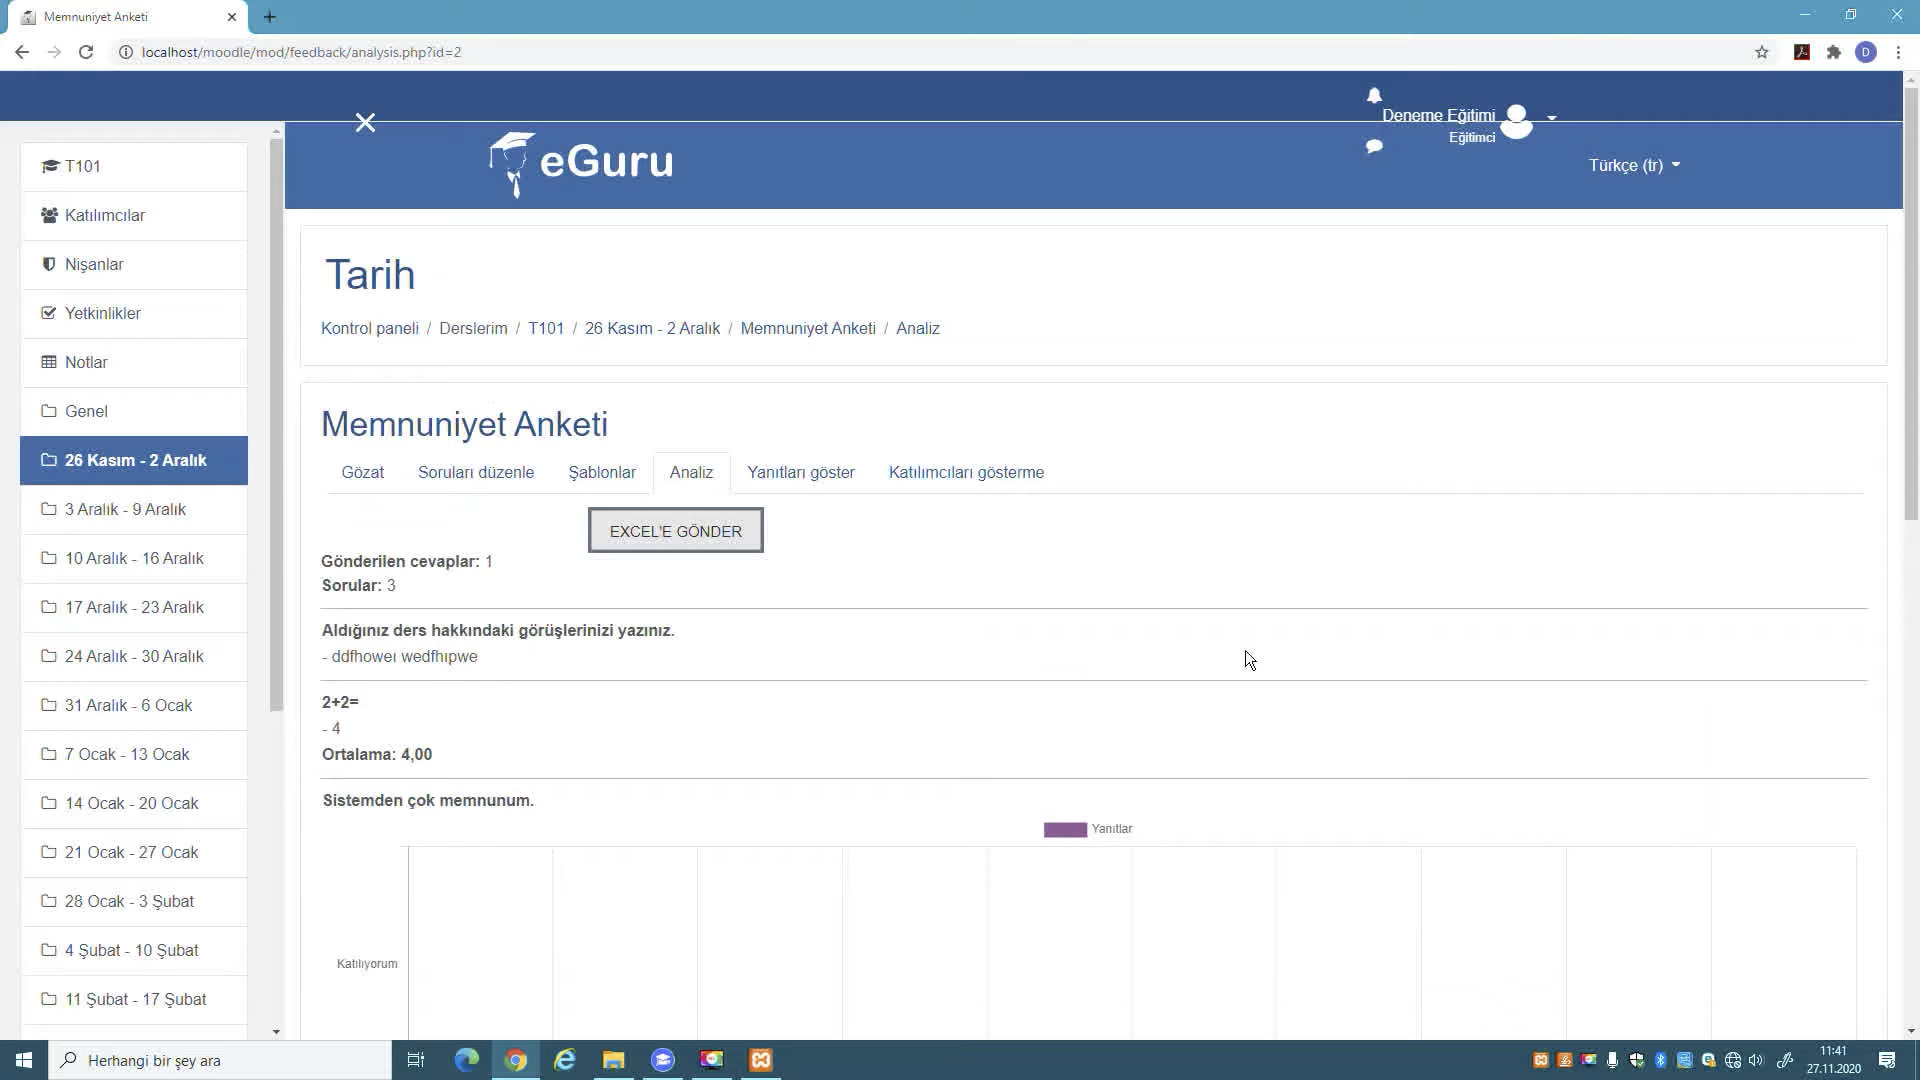 Memnuniyet Anketi
localhost/moodle/mod/feedback/analysis.php?id=2
D
Deneme Eğitimi
Eğitimci
eGuru
Türkçe (tr)
T101
Katılımcılar
Nişanlar
Yetkinlikler
Notlar
Genel
26 Kasım - 2 Aralık
3 Aralık - 9 Aralık
10 Aralık - 16 Aralık
17 Aralık - 23 Aralık
24 Aralık - 30 Aralık
31 Aralık - 6 Ocak
7 Ocak - 13 Ocak
14 Ocak - 20 Ocak
21 Ocak - 27 Ocak
28 Ocak - 3 Şubat
4 Şubat - 10 Şubat
11 Şubat - 17 Şubat
Tarih
Kontrol paneli / Derslerim / T101 / 26 Kasım - 2 Aralık / Memnuniyet Anketi / Analiz
Memnuniyet Anketi
Gözat Soruları düzenle Şablonlar Analiz Yanıtları göster Katılımcıları gösterme
EXCEL'E GÖNDER
Gönderilen cevaplar: 1
Sorular: 3
Aldığınız ders hakkındaki görüşlerinizi yazınız.
- ddfhoweı wedfhıpwe
2+2=
- 4
Ortalama: 4,00
Sistemden çok memnunum.
Yanıtlar
Katılıyorum
Herhangi bir şey ara
11:41
27.11.2020